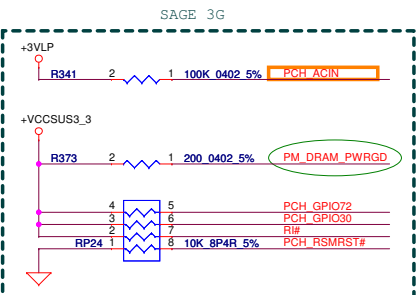 SAGE 3G
+3VLP
R341 2 1 100K_0402_5% PCH_ACIN
+VCCSUS3_3
R373 2 1 200_0402_5% PM_DRAM_PWRGD
4 5 PCH_GPIO72
3 6 PCH_GPIO30
2 7 RI#
RP24 1 8 10K_8P4R_5% PCH_RSMRST#